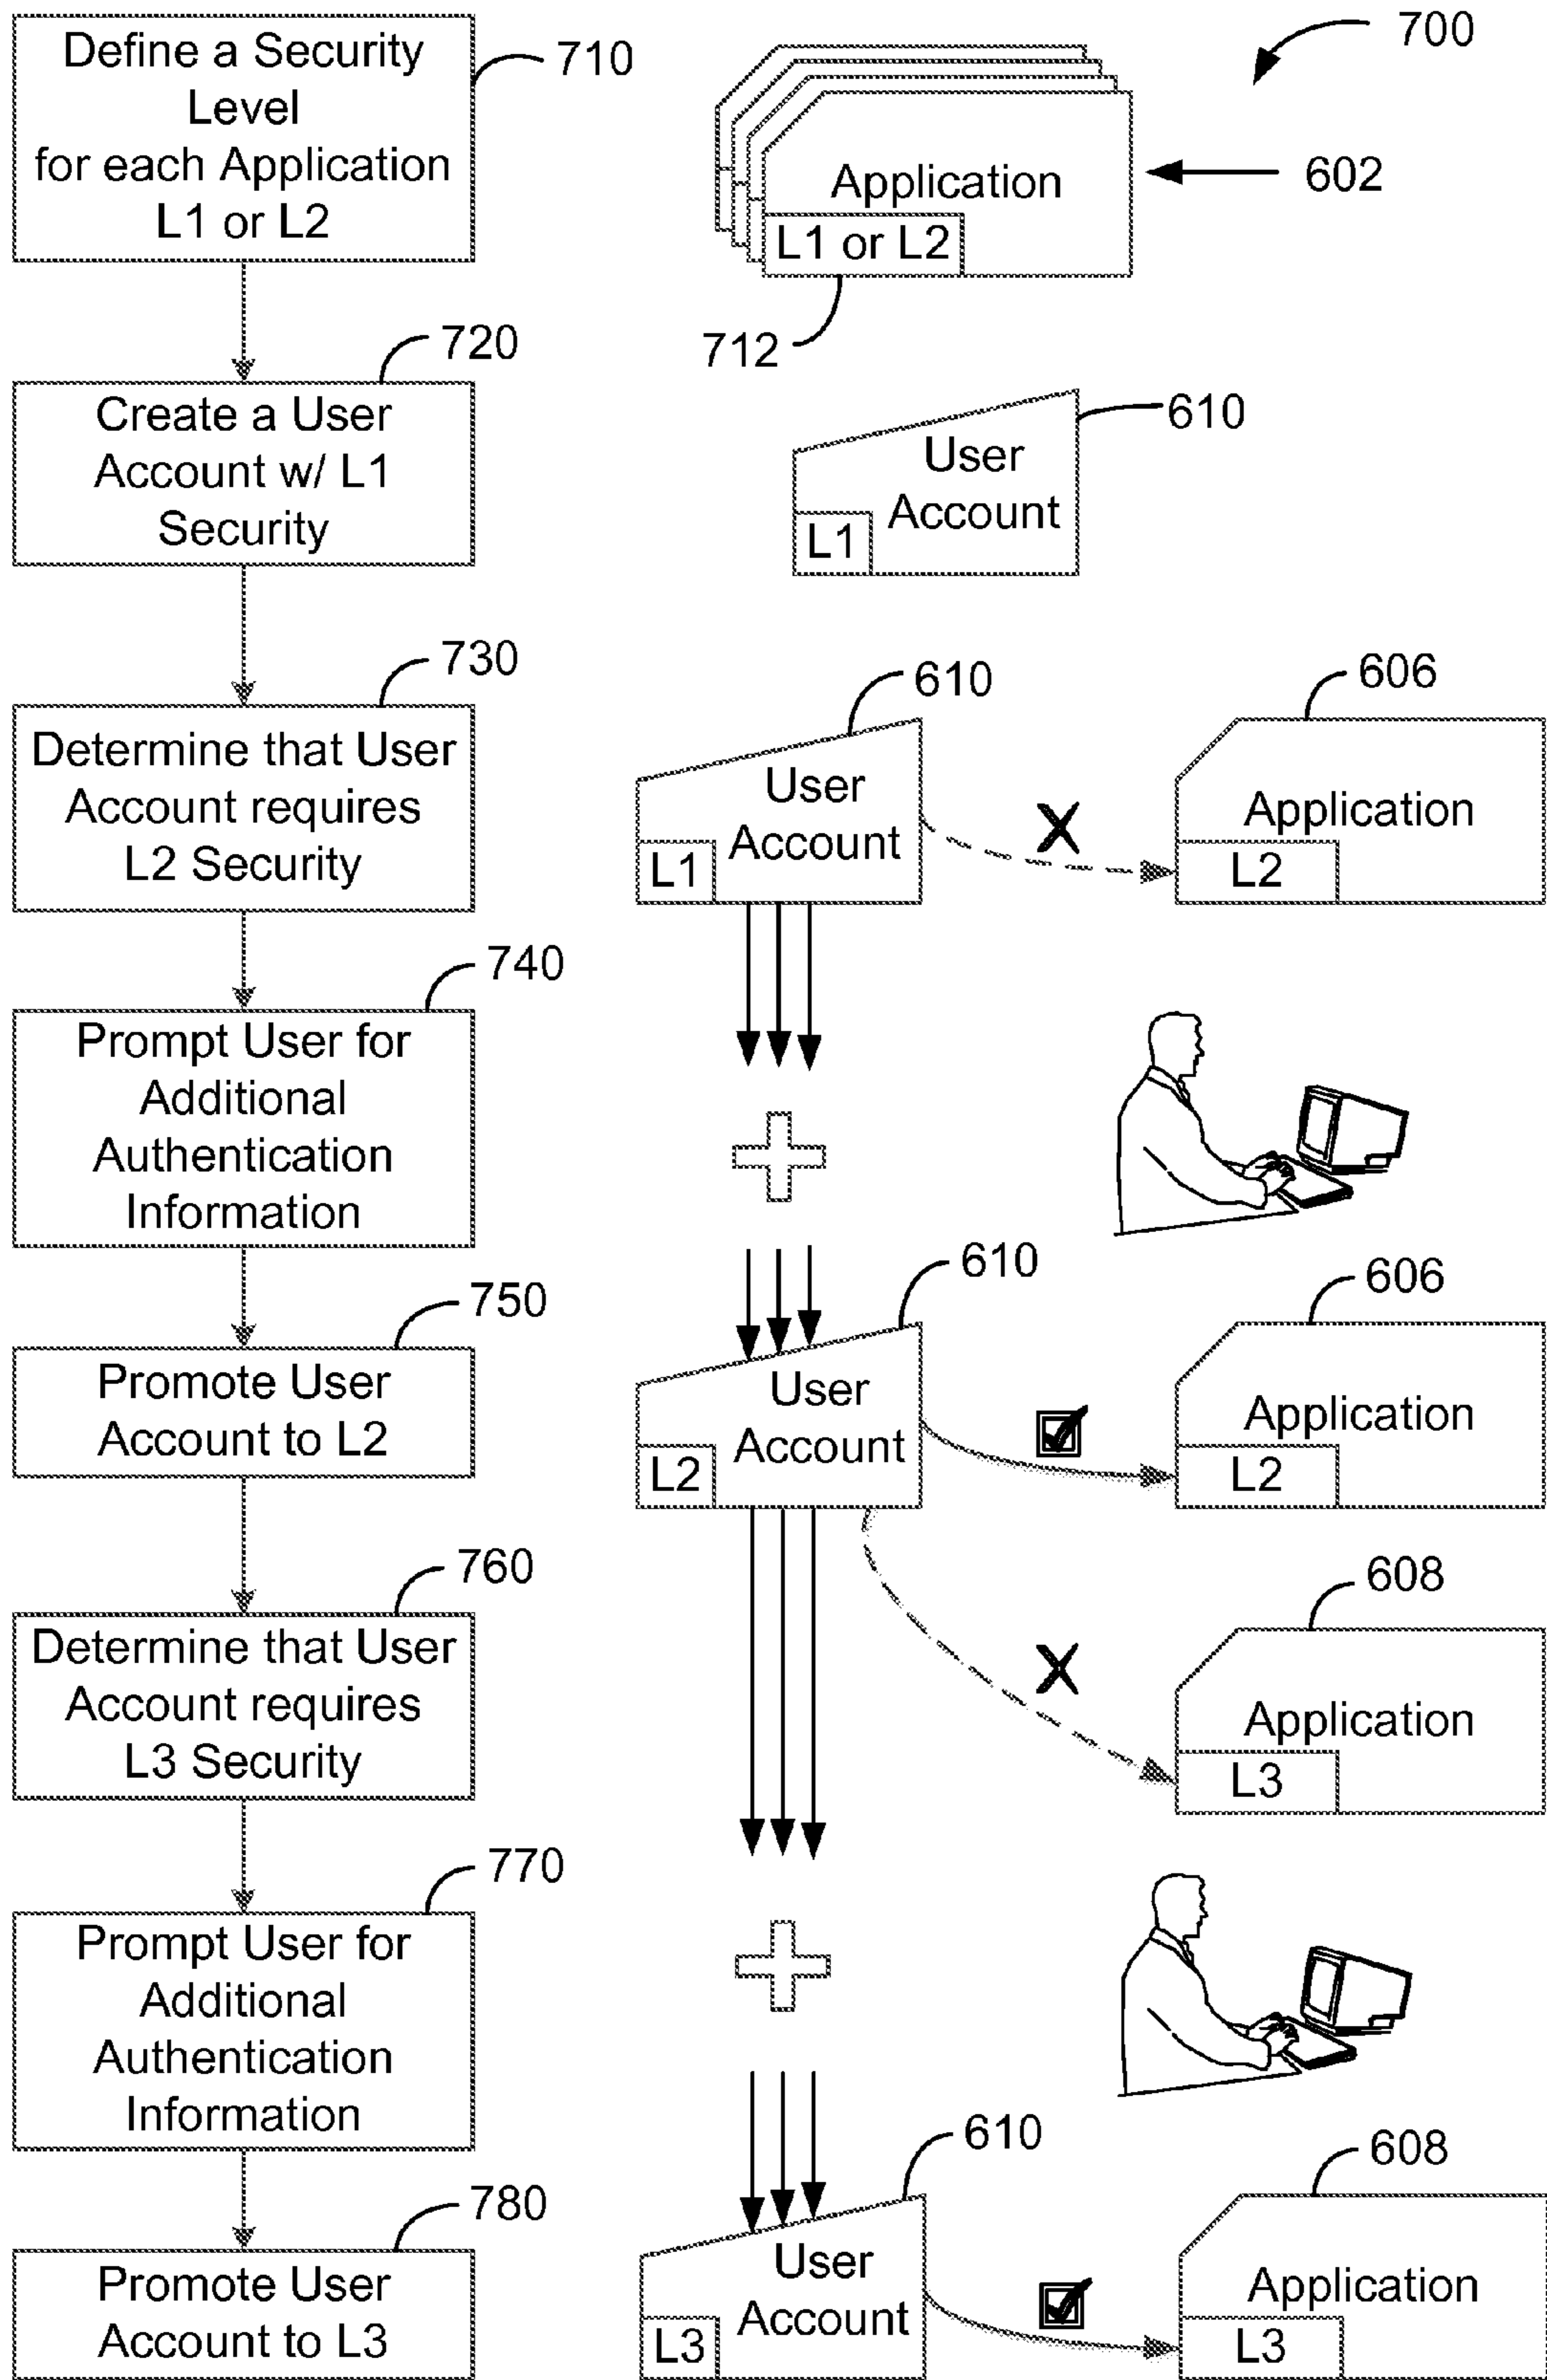 Define a Security
Level
for each Application
L1 or L2
710
700
Application
L1 or L2
602
712
720
Create a User
Account w/ L1
Security
610
User
Account
L1
730
Determine that User
Account requires
L2 Security
610
User
Account
L1
X
606
Application
L2
740
Prompt User for
Additional
Authentication
Information
750
Promote User
Account to L2
610
User
Account
L2
606
Application
L2
760
Determine that User
Account requires
L3 Security
X
608
Application
L3
770
Prompt User for
Additional
Authentication
Information
780
Promote User
Account to L3
610
User
Account
L3
608
Application
L3